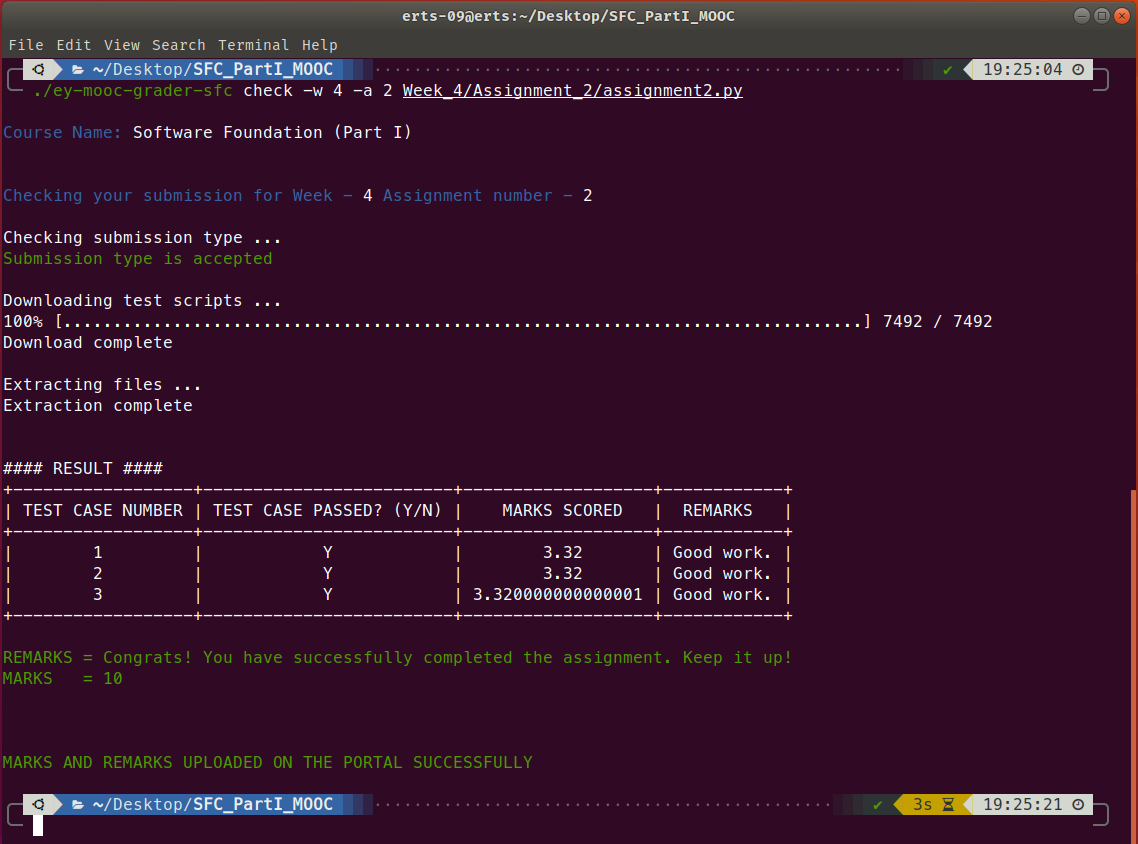 erts-09@erts:~/Desktop/SFC_PartI_MOOC
File Edit View Search Terminal Help
~/Desktop/SFC_PartI_MOOC ✔ 19:25:04
./ey-mooc-grader-sfc check -w 4 -a 2 Week_4/Assignment_2/assignment2.py
Course Name: Software Foundation (Part I)
Checking your submission for Week - 4 Assignment number - 2
Checking submission type ...
Submission type is accepted
Downloading test scripts ...
100% [................................................................................] 7492 / 7492
Download complete
Extracting files ...
Extraction complete
#### RESULT ####
+------------------+-------------------------+-------------------+------------+
| TEST CASE NUMBER | TEST CASE PASSED? (Y/N) |    MARKS SCORED   |  REMARKS   |
+------------------+-------------------------+-------------------+------------+
|        1         |            Y            |        3.32       | Good work. |
|        2         |            Y            |        3.32       | Good work. |
|        3         |            Y            | 3.320000000000001 | Good work. |
+------------------+-------------------------+-------------------+------------+
REMARKS = Congrats! You have successfully completed the assignment. Keep it up!
MARKS   = 10
MARKS AND REMARKS UPLOADED ON THE PORTAL SUCCESSFULLY
~/Desktop/SFC_PartI_MOOC ✔ 3s 19:25:21